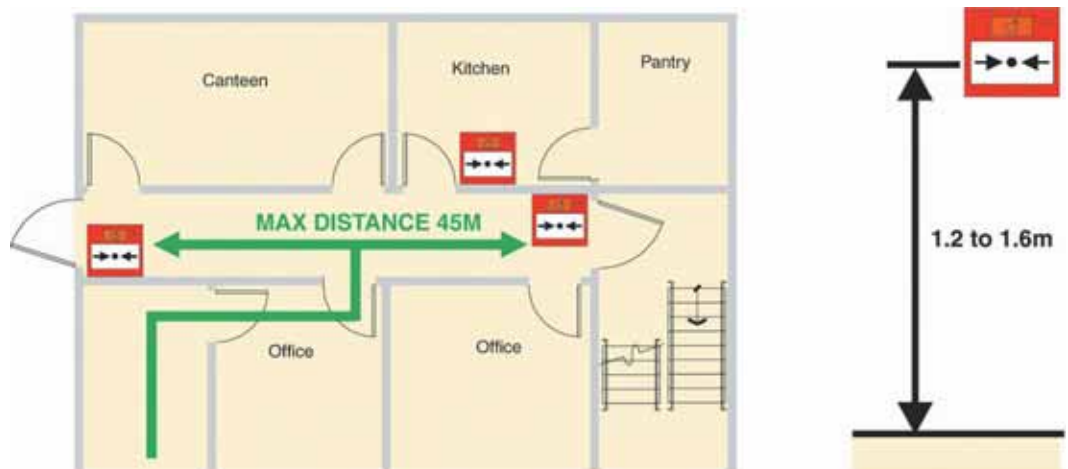 Canteen
Kitchen
Pantry
MAX DISTANCE 45M
1.2 to 1.6m
Office
Office